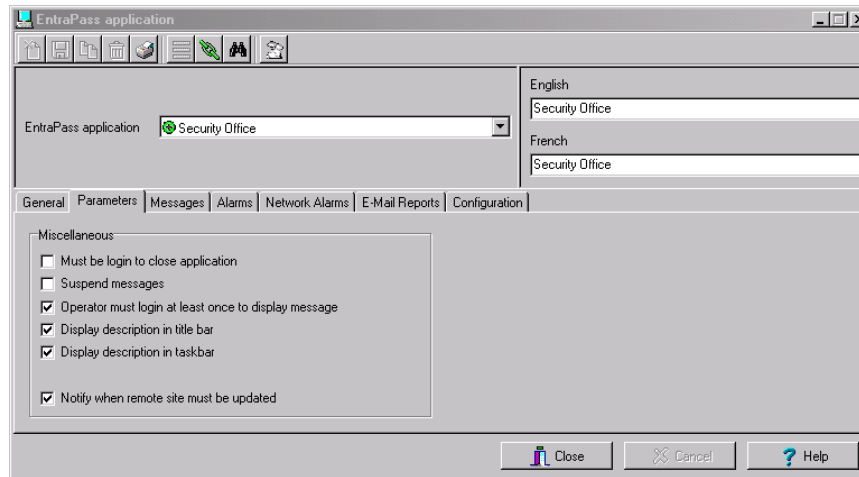 EntraPass application
English
Security Office
EntraPass application
Security Office
French
Security Office
General Parameters Messages Alarms Network Alarms E-Mail Reports Configuration
Miscellaneous
Must be login to close application
Suspend messages
Operator must login at least once to display message
Display description in title bar
Display description in taskbar
Notify when remote site must be updated
Close Cancel Help